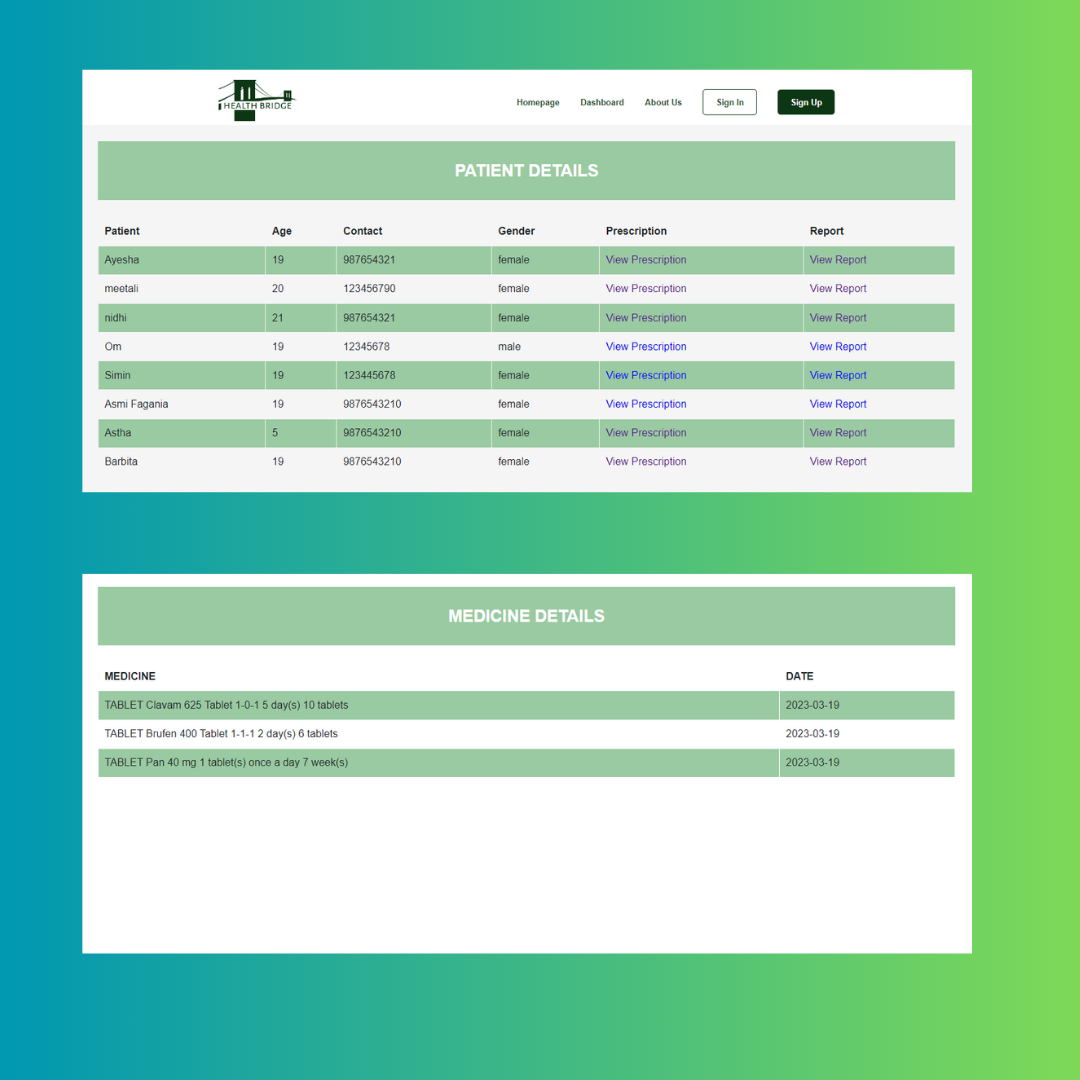 HEALTH BRIDGE
Homepage Dashboard About Us Sign In Sign Up
PATIENT DETAILS
Patient Age Contact Gender Prescription Report
Ayesha 19 987654321 female View Prescription View Report
meetali 20 123456790 female View Prescription View Report
nidhi 21 987654321 female View Prescription View Report
Om 19 12345678 male View Prescription View Report
Simin 19 123445678 female View Prescription View Report
Asmi Fagania 19 9876543210 female View Prescription View Report
Astha 5 9876543210 female View Prescription View Report
Barbita 19 9876543210 female View Prescription View Report
MEDICINE DETAILS
MEDICINE DATE
TABLET Clavam 625 Tablet 1-0-1 5 day(s) 10 tablets 2023-03-19
TABLET Brufen 400 Tablet 1-1-1 2 day(s) 6 tablets 2023-03-19
TABLET Pan 40 mg 1 tablet(s) once a day 7 week(s) 2023-03-19